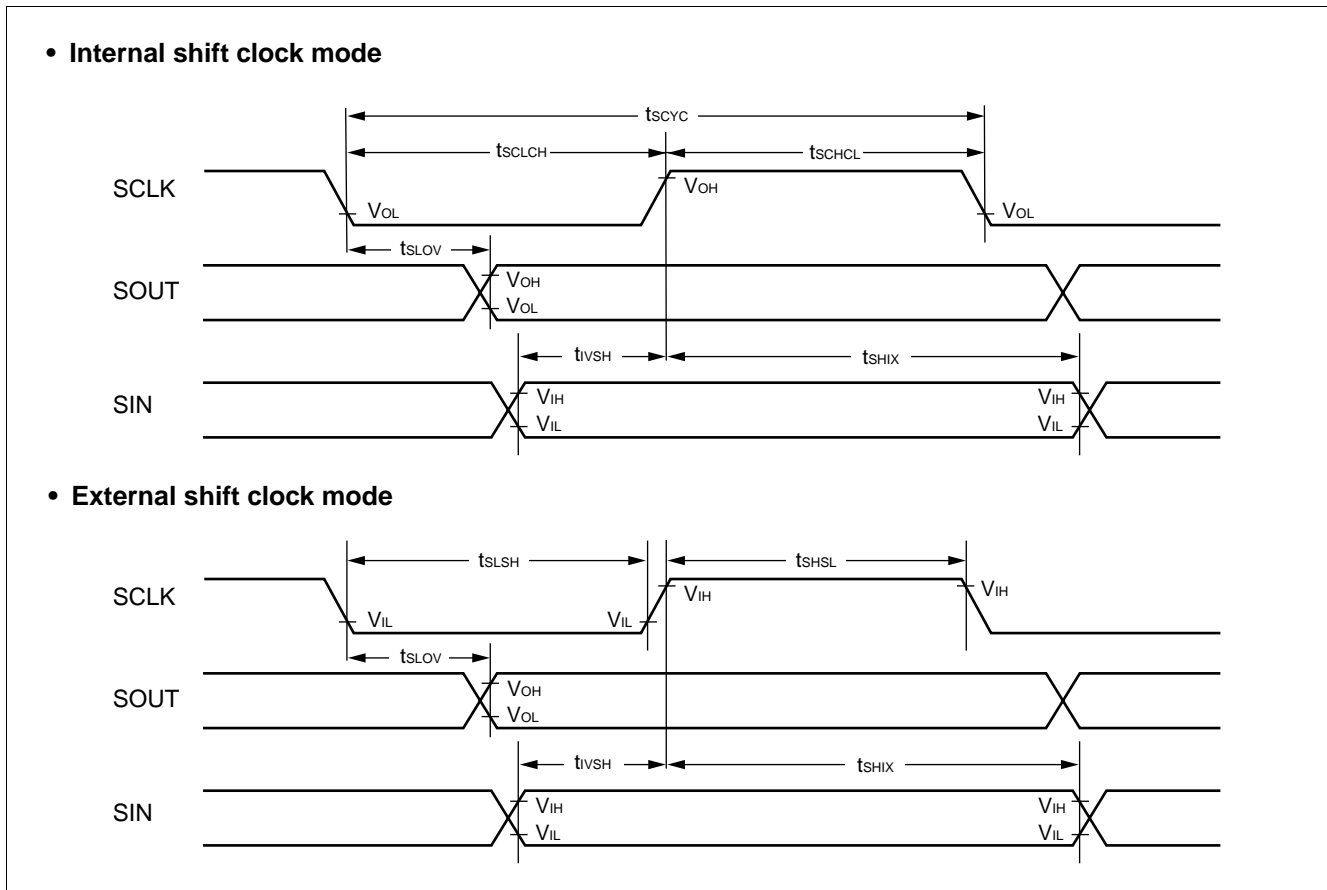 • Internal shift clock mode
tSCYC
tSCLCH tSCHCL
SCLK VOL VOH VOL
tSLOV
SOUT VOH
VOL
tIVSH tSHIX
SIN VIH VIH
VIL VIL
• External shift clock mode
tSLSH tSHSL
SCLK VIL VIL VIH VIH
tSLOV
SOUT VOH
VOL
tIVSH tSHIX
SIN VIH VIH
VIL VIL